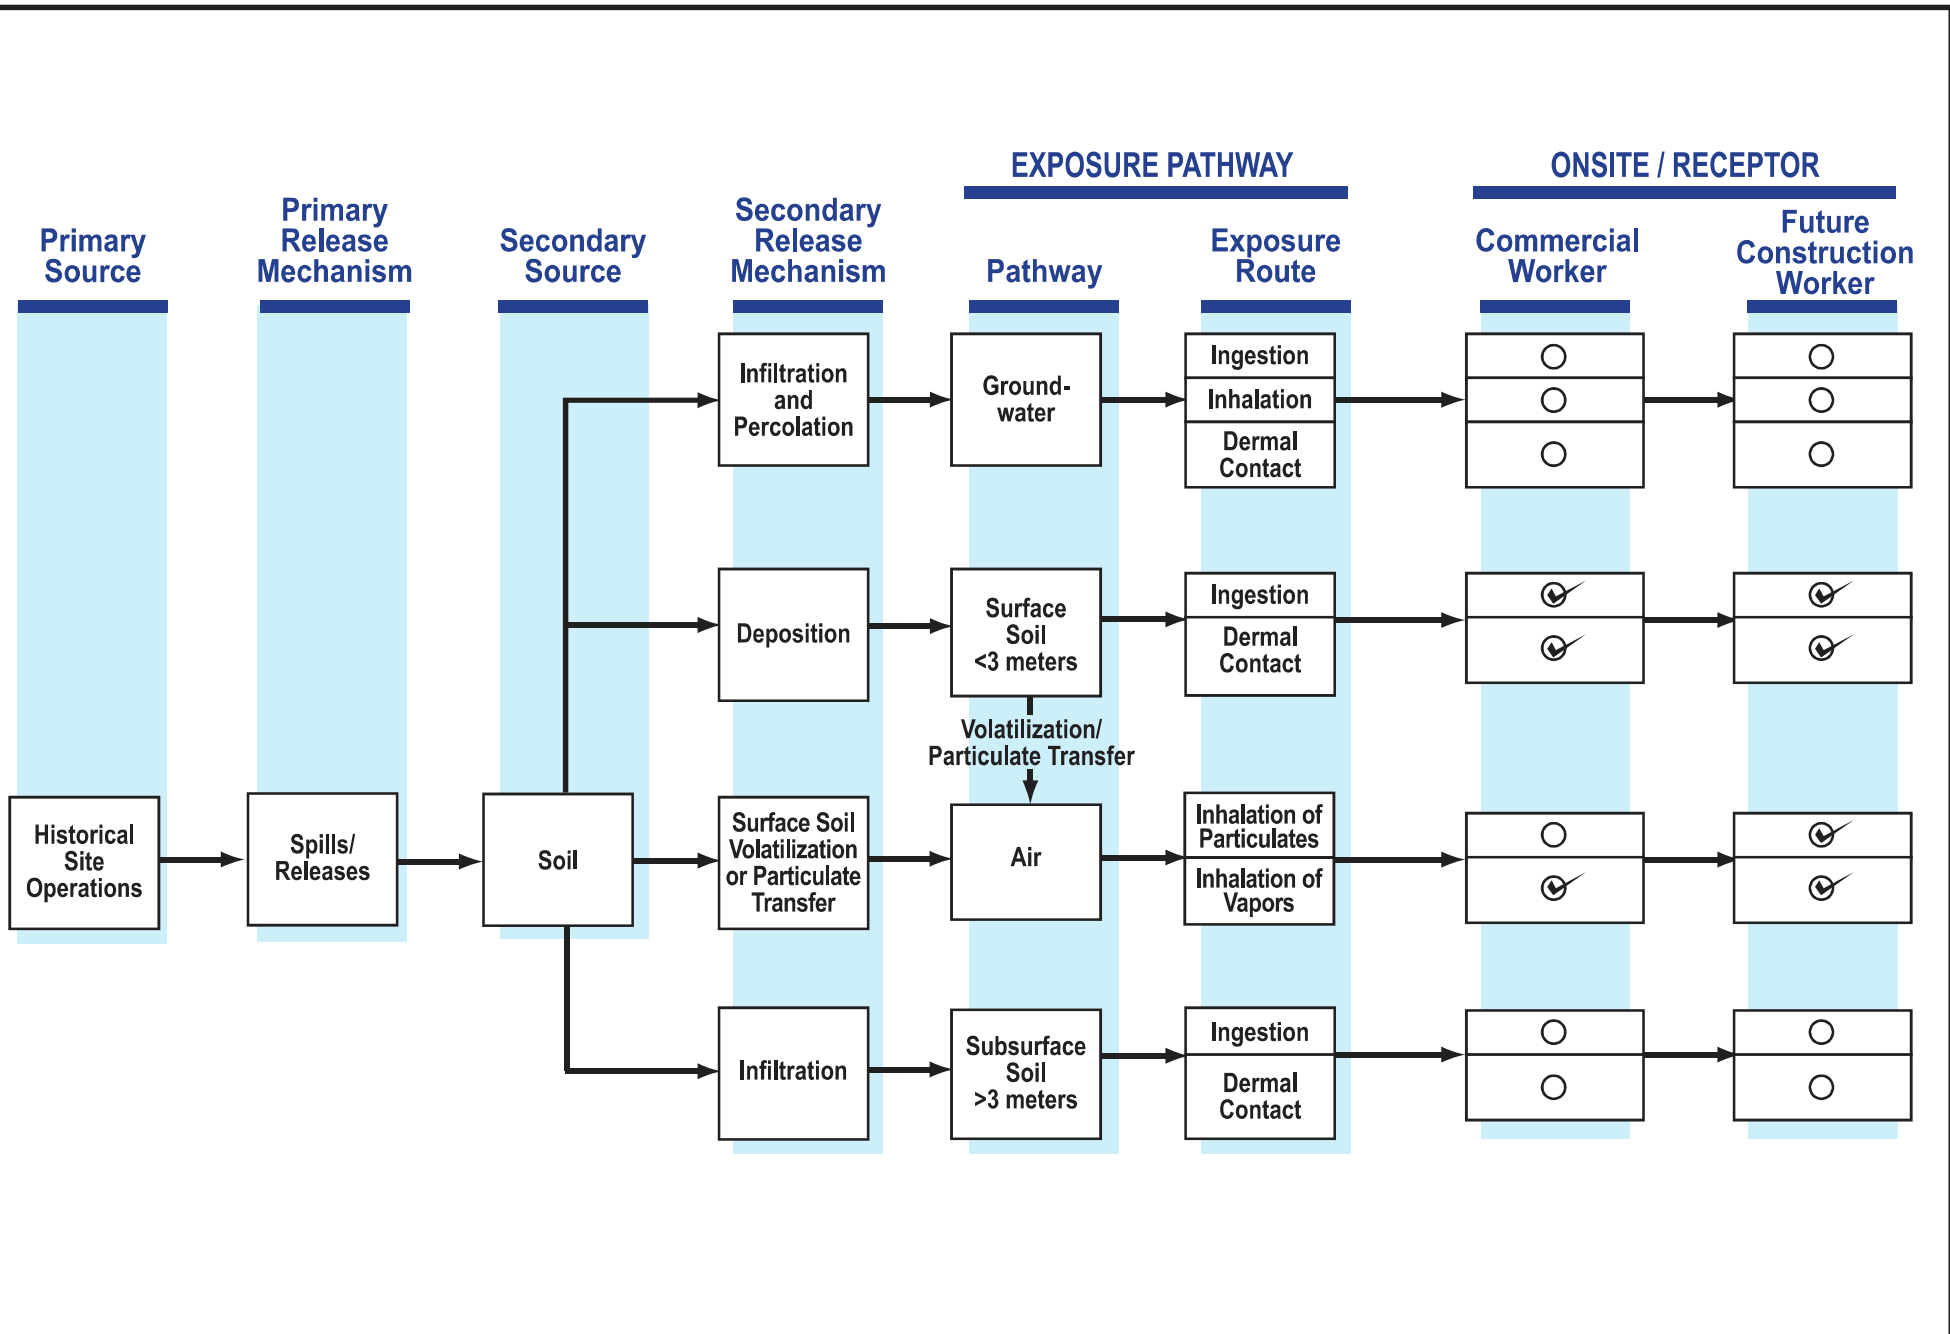 EXPOSURE PATHWAY
ONSITE / RECEPTOR
Primary
Source
Primary
Release
Mechanism
Secondary
Source
Secondary
Release
Mechanism
Pathway
Exposure
Route
Commercial
Worker
Future
Construction
Worker
Infiltration
and
Percolation
Ground-
water
Ingestion
Inhalation
Dermal
Contact
Deposition
Surface
Soil
<3 meters
Ingestion
Dermal
Contact
Volatilization/
Particulate Transfer
Historical
Site
Operations
Spills/
Releases
Soil
Surface Soil
Volatilization
or Particulate
Transfer
Air
Inhalation of
Particulates
Inhalation of
Vapors
Infiltration
Subsurface
Soil
>3 meters
Ingestion
Dermal
Contact